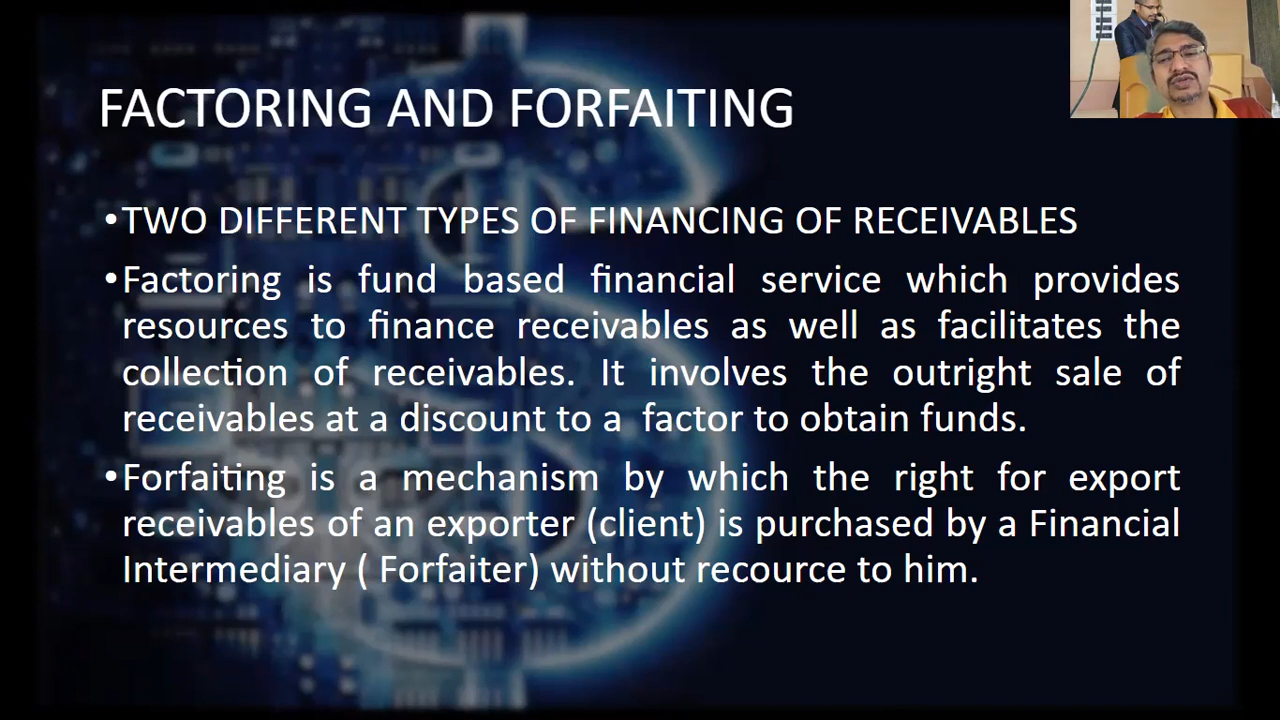 FACTORING AND FORFAITING
•TWO DIFFERENT TYPES OF FINANCING OF RECEIVABLES
•Factoring is fund based financial service which provides
resources to finance receivables as well as facilitates the
collection of receivables. It involves the outright sale of
receivables at a discount to a factor to obtain funds.
•Forfaiting is a mechanism by which the right for export
receivables of an exporter (client) is purchased by a Financial
Intermediary ( Forfaiter) without recource to him.